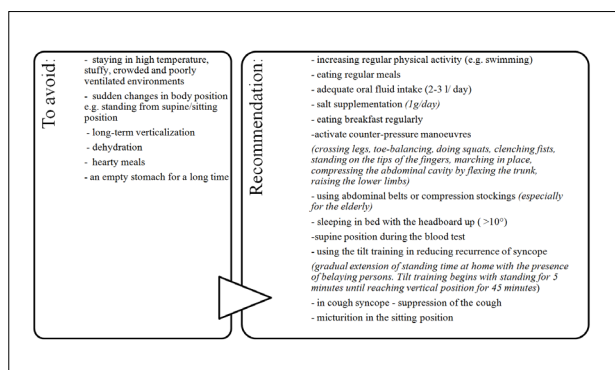 To avoid:
- staying in high temperature,
stuffy, crowded and poorly
ventilated environments
- sudden changes in body position
e.g. standing from supine/sitting
position
- long-term verticalization
- dehydration
- hearty meals
- an empty stomach for a long time
Recommendation:
- increasing regular physical activity (e.g. swimming)
- eating regular meals
- adequate oral fluid intake (2-3 l/ day)
- salt supplementation (1g/day)
- eating breakfast regularly
-activate counter-pressure manoeuvres
(crossing legs, toe-balancing, doing squats, clenching fists,
standing on the tips of the fingers, marching in place,
compressing the abdominal cavity by flexing the trunk,
raising the lower limbs)
- using abdominal belts or compression stockings (especially
for the elderly)
- sleeping in bed with the headboard up ( >10°)
-supine position during the blood test
- using the tilt training in reducing recurrence of syncope
(gradual extension of standing time at home with the presence
of belaying persons. Tilt training begins with standing for 5
minutes until reaching vertical position for 45 minutes)
- in cough syncope - suppression of the cough
- micturition in the sitting position